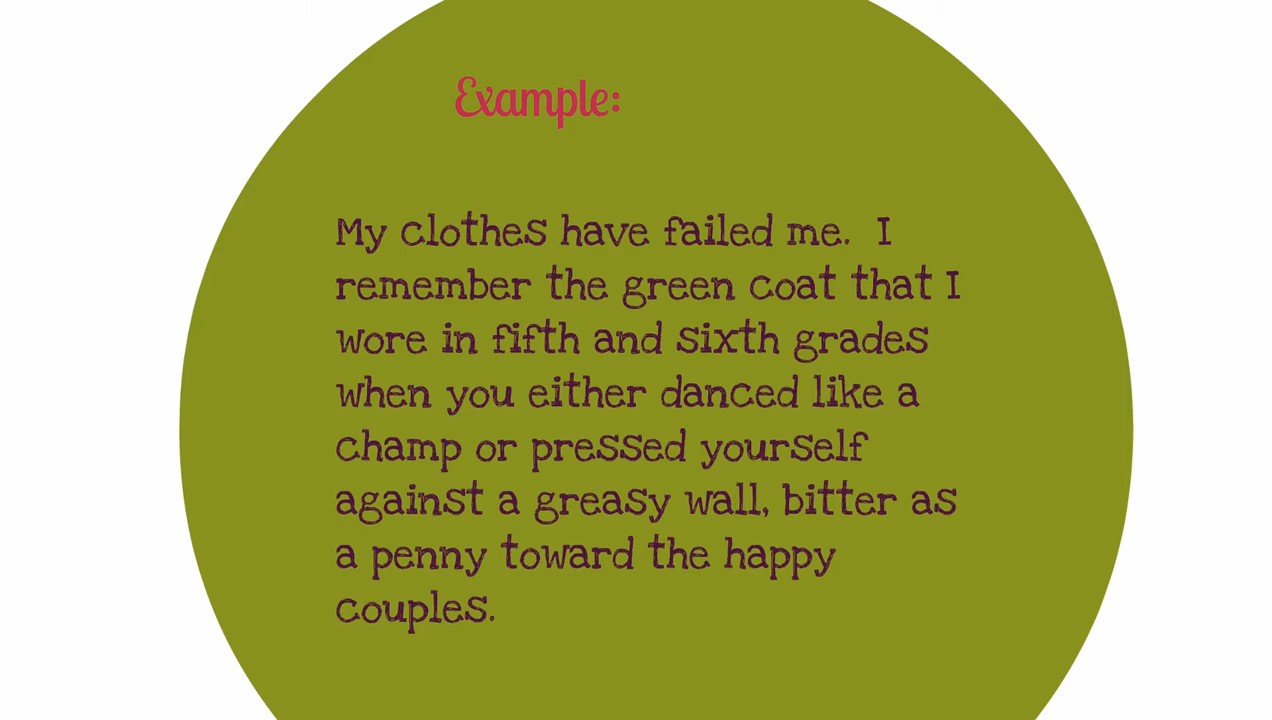 Example:
My clothes have failed me.  I
remember the green coat that I
wore in fifth and sixth grades
when you either danced like a
champ or pressed yourself
against a greasy wall, bitter as
a penny toward the happy
couples.